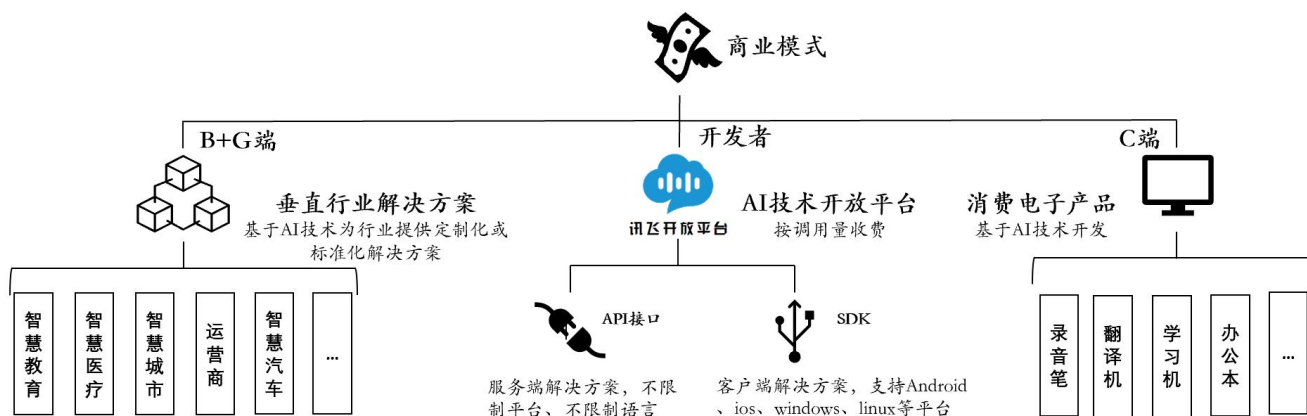 商业模式
B+G端
开发者
C端
垂直行业解决方案
基于AI技术为行业提供定制化或
标准化解决方案
讯飞开放平台
AI技术开放平台
按调用量收费
消费电子产品
基于AI技术开发
智慧教育
智慧医疗
智慧城市
运营商
智慧汽车
...
API接口
服务端解决方案，不限
制平台、不限制语言
SDK
客户端解决方案，支持Android
、ios、windows、linux等平台
录音笔
翻译机
学习机
办公本
...